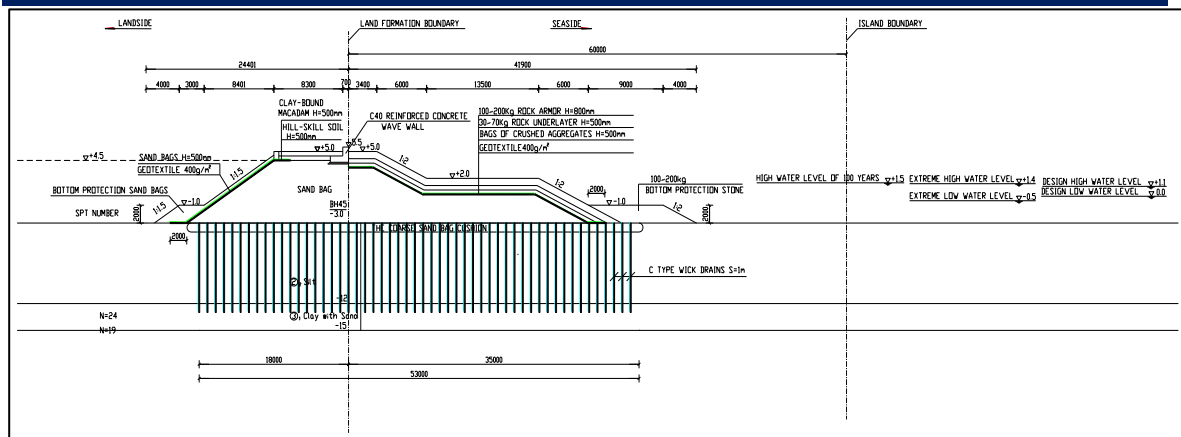 LANDSIDE
LAND FORMATION BOUNDARY
SEASIDE
ISLAND BOUNDARY
60000
24401
41900
4000 3000 8401 8300 700 3400 6000 13500 6000 9000 4000
CLAY-BOUND
MACADAM H=500mm
HILL-SKILL SOIL
H=500mm
C40 REINFORCED CONCRETE
WAVE WALL
100-200Kg ROCK ARMOR H=800mm
30-70Kg ROCK UNDERLAYER H=500mm
BAGS OF CRUSHED AGGREGATES H=500mm
GEOTEXTILE400g/m²
+5.0
+5.0
+4.5
SAND BAGS H=500mm
GEOTEXTILE 400g/m²
1:1.5
1:2
+2.0
1:2
BOTTOM PROTECTION SAND BAGS
-1.0
SAND BAG
2000
-1.0
100-200kg
BOTTOM PROTECTION STONE
HIGH WATER LEVEL OF 100 YEARS +1.5
EXTREME HIGH WATER LEVEL +1.4
DESIGN HIGH WATER LEVEL +1.1
EXTREME LOW WATER LEVEL -0.5
DESIGN LOW WATER LEVEL 0.0
SPT NUMBER
2000
1:1.5
BH45
-3.0
1:2
2000
2000
THE COARSE SAND BAG CUSHION
C TYPE WICK DRAINS S=1m
Silt
-12
N=24
Clay with Sand
-15
N=19
18000
35000
53000